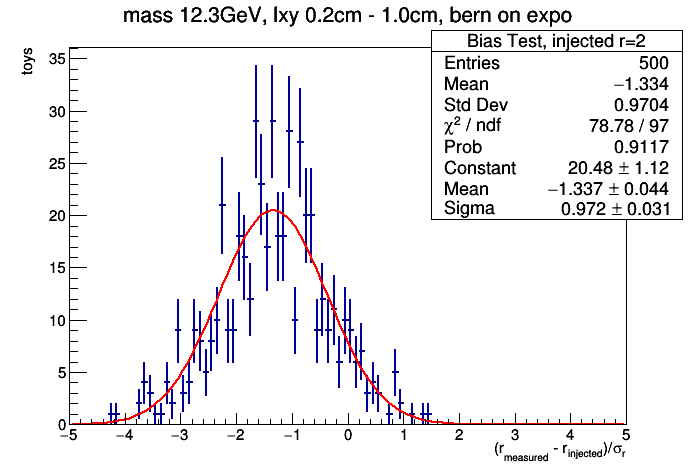 mass 12.3GeV, lxy 0.2cm - 1.0cm, bern on expo
Bias Test, injected r=2
Entries 500
Mean −1.334
Std Dev 0.9704
χ² / ndf 78.78 / 97
Prob 0.9117
Constant 20.48 ± 1.12
Mean −1.337 ± 0.044
Sigma 0.972 ± 0.031
toys
35
30
25
20
15
10
5
0
−5 −4 −3 −2 −1 0 1 2 3 4 5
(r_measured - r_injected)/σ_r